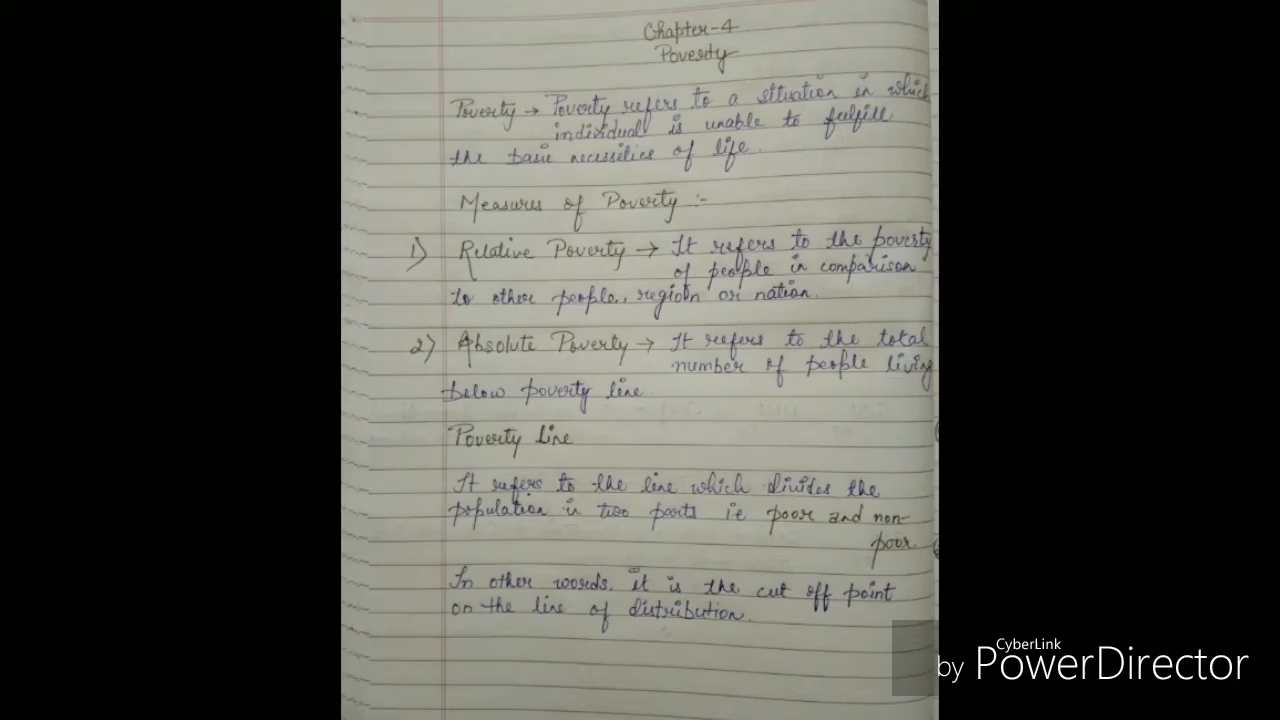 Chapter-4
Poverty
Poverty → Poverty refers to a situation in which
individual is unable to fulfill
the basic necessities of life.
Measures of Poverty :-
1) Relative Poverty → It refers to the poverty
of people in comparison
to other people, region or nation.
2) Absolute Poverty → It refers to the total
number of people living
below poverty line.
Poverty line
It refers to the line which divides the
population in two parts ie poor and non-
poor.
In other words, it is the cut off point
on the line of distribution.
CyberLink
by PowerDirector